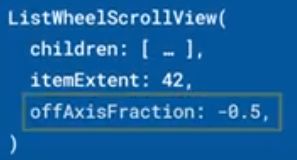 ListWheelScrollView(
  children: [ … ],
  itemExtent: 42,
  offAxisFraction: -0.5,
)